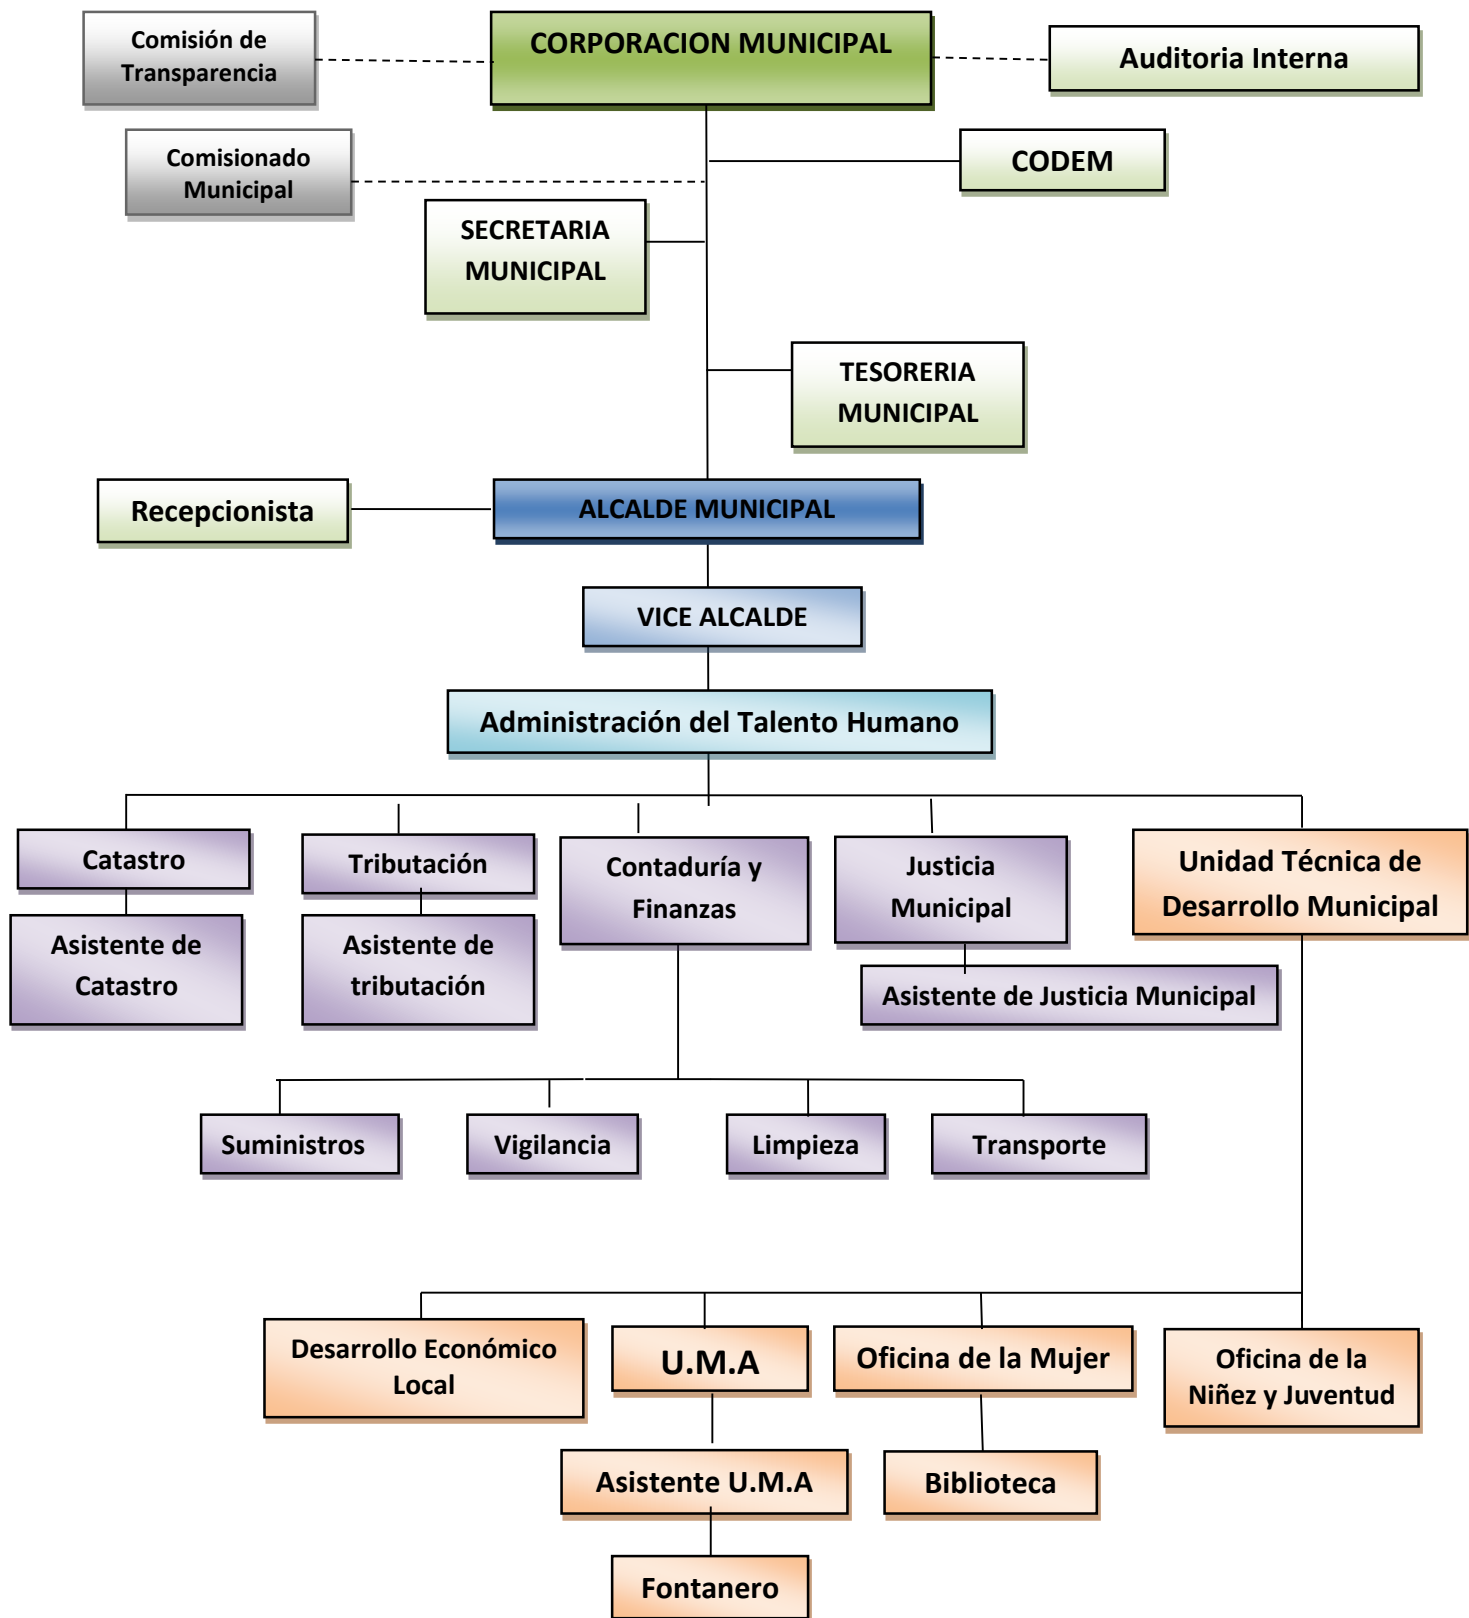 Comisión de
Transparencia
CORPORACION MUNICIPAL
Auditoria Interna
Comisionado
Municipal
CODEM
SECRETARIA
MUNICIPAL
TESORERIA
MUNICIPAL
Recepcionista
ALCALDE MUNICIPAL
VICE ALCALDE
Administración del Talento Humano
Catastro
Tributación
Contaduría y
Finanzas
Justicia
Municipal
Unidad Técnica de
Desarrollo Municipal
Asistente de
Catastro
Asistente de
tributación
Asistente de Justicia Municipal
Suministros
Vigilancia
Limpieza
Transporte
Desarrollo Económico
Local
U.M.A
Oficina de la Mujer
Oficina de la
Niñez y Juventud
Asistente U.M.A
Biblioteca
Fontanero